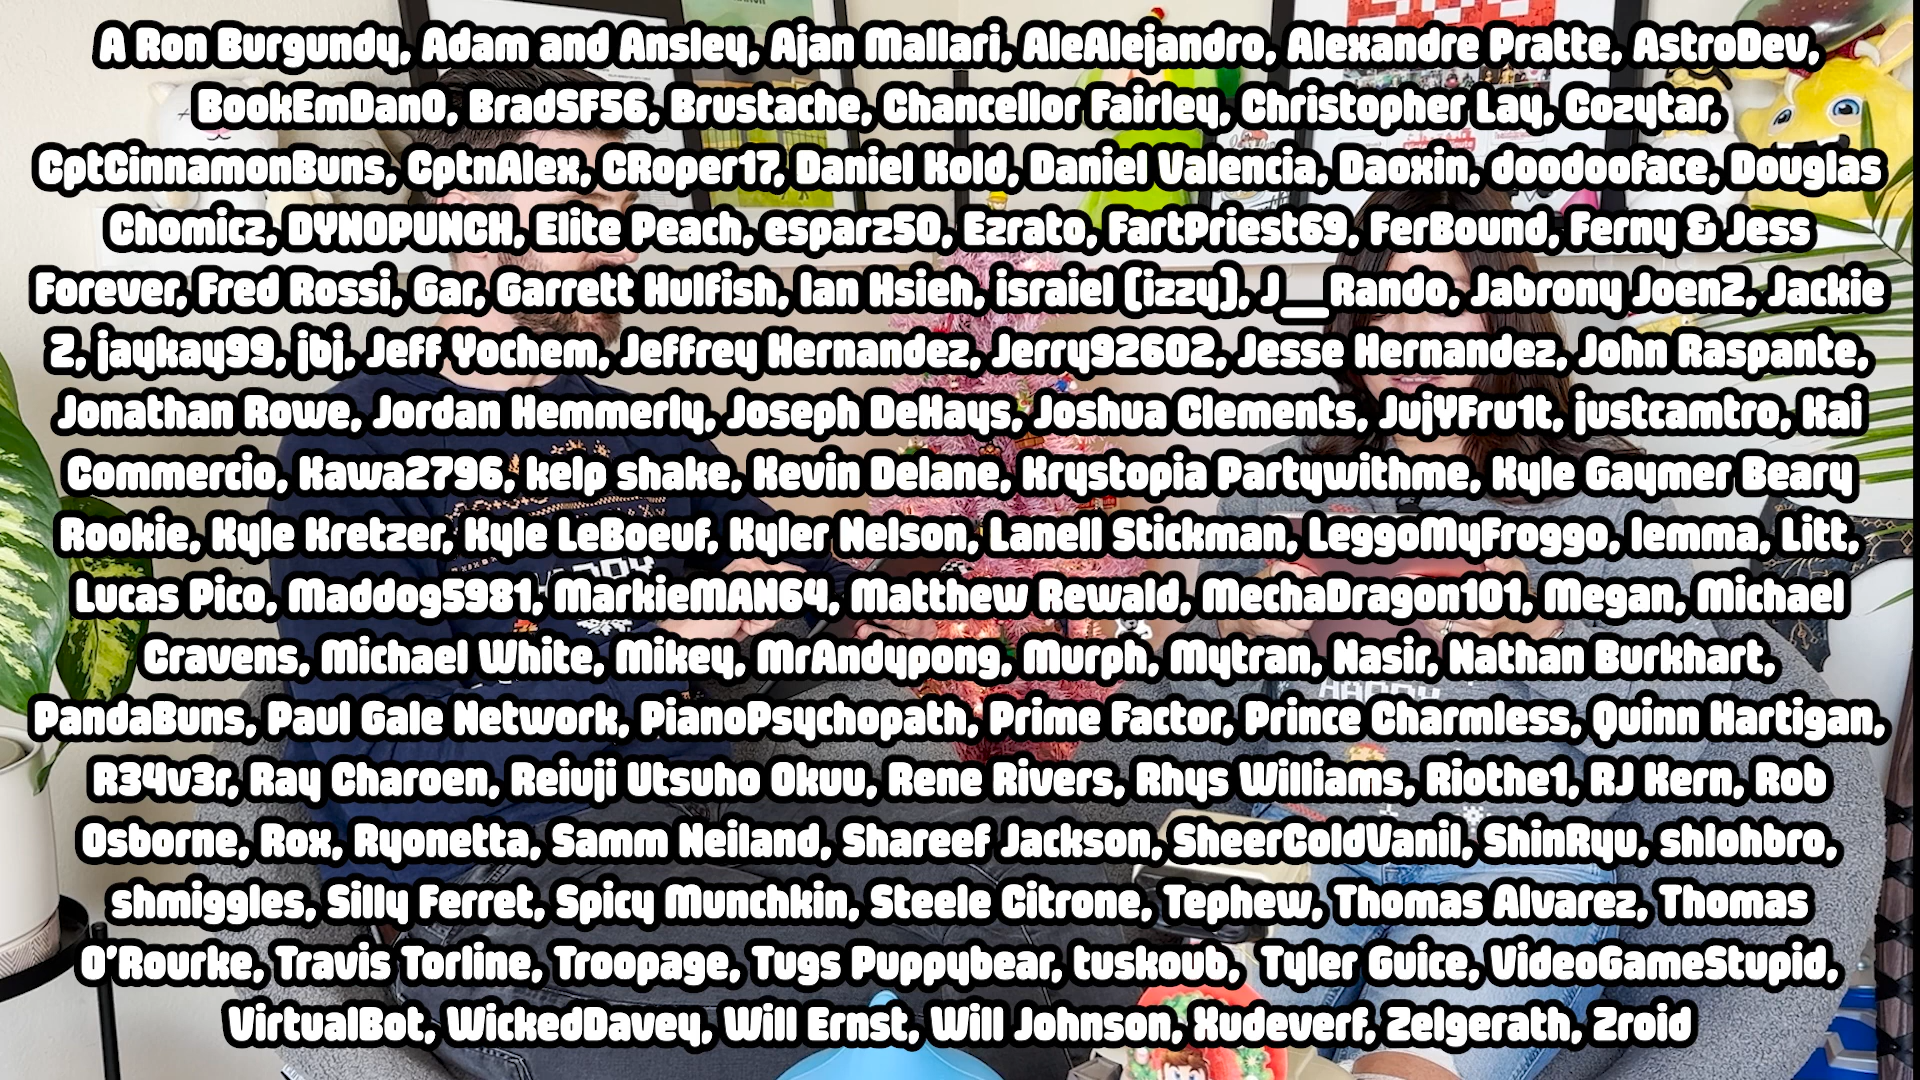 A Ron Burgundy, Adam and Ansley, Ajan Mallari, AleAlejandro, Alexandre Pratte, AstroDev,
BookEmDanO, BradSF56, Brustache, Chancellor Fairley, Christopher Lay, Cozytar,
CptCinnamonBuns, CptnAlex, CRoper17, Daniel Kold, Daniel Valencia, Daoxin, doodooface, Douglas
Chomicz, DYNOPUNCH, Elite Peach, esparz50, Ezrato, FartPriest69, FerBound, Ferny & Jess
Forever, Fred Rossi, Gar, Garrett Hulfish, Ian Hsieh, israiel (izzy), J__Rando, Jabrony JoenZ, Jackie
Z, jaykay99, jbj, Jeff Yochem, Jeffrey Hernandez, Jerry92602, Jesse Hernandez, John Raspante,
Jonathan Rowe, Jordan Hemmerly, Joseph DeHays, Joshua Clements, JujYFru1t, justcamtro, Kai
Commercio, Kawa2796, kelp shake, Kevin Delane, Krystopia Partywithme, Kyle Gaymer Beary
Rookie, Kyle Kretzer, Kyle LeBoeuf, Kyler Nelson, Lanell Stickman, LeggoMyFroggo, lemma, Litt,
Lucas Pico, Maddog5981, MarkieMAN64, Matthew Rewald, MechaDragon101, Megan, Michael
Cravens, Michael White, Mikey, MrAndypong, Murph, Mytran, Nasir, Nathan Burkhart,
PandaBuns, Paul Gale Network, PianoPsychopath, Prime Factor, Prince Charmless, Quinn Hartigan,
R34v3r, Ray Charoen, Reiuji Utsuho Okuu, Rene Rivers, Rhys Williams, Riothe1, RJ Kern, Rob
Osborne, Rox, Ryonetta, Samm Neiland, Shareef Jackson, SheerColdVanil, ShinRyu, shlohbro,
shmiggles, Silly Ferret, Spicy Munchkin, Steele Citrone, Tephew, Thomas Alvarez, Thomas
O'Rourke, Travis Torline, Troopage, Tugs Puppybear, tuskoub, Tyler Guice, VideoGameStupid,
VirtualBot, WickedDavey, Will Ernst, Will Johnson, Xudeverf, Zelgerath, Zroid